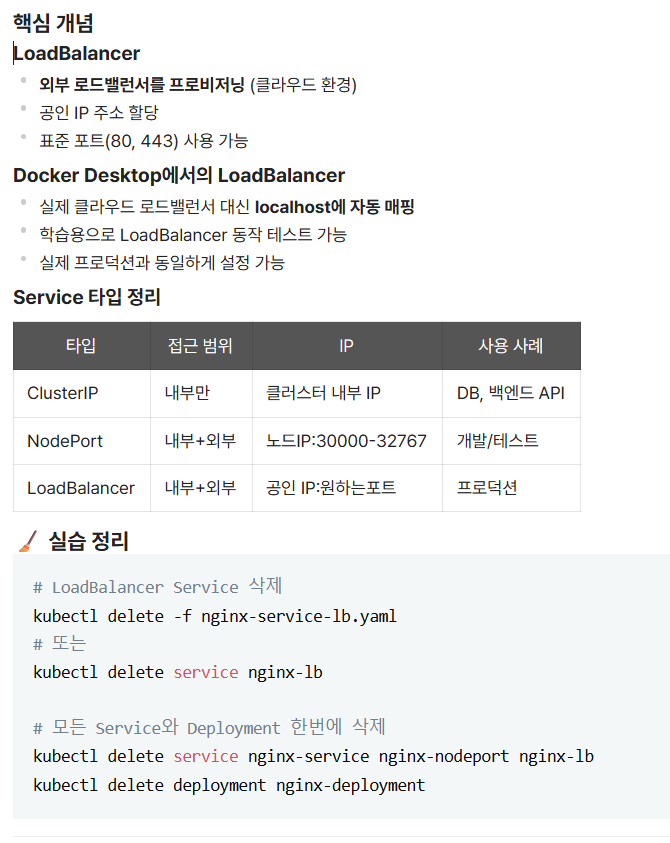 핵심 개념
LoadBalancer
외부 로드밸런서를 프로비저닝 (클라우드 환경)
공인 IP 주소 할당
표준 포트(80, 443) 사용 가능
Docker Desktop에서의 LoadBalancer
실제 클라우드 로드밸런서 대신 localhost에 자동 매핑
학습용으로 LoadBalancer 동작 테스트 가능
실제 프로덕션과 동일하게 설정 가능
Service 타입 정리
타입 접근 범위 IP 사용 사례
ClusterIP 내부만 클러스터 내부 IP DB, 백엔드 API
NodePort 내부+외부 노드IP:30000-32767 개발/테스트
LoadBalancer 내부+외부 공인 IP:원하는포트 프로덕션
🧹 실습 정리
# LoadBalancer Service 삭제
kubectl delete -f nginx-service-lb.yaml
# 또는
kubectl delete service nginx-lb
# 모든 Service와 Deployment 한번에 삭제
kubectl delete service nginx-service nginx-nodeport nginx-lb
kubectl delete deployment nginx-deployment